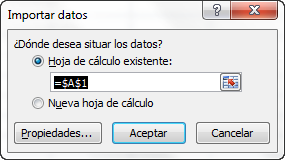 Importar datos
¿Dónde desea situar los datos?
Hoja de cálculo existente:
=$A$1
Nueva hoja de cálculo
Propiedades... Aceptar Cancelar